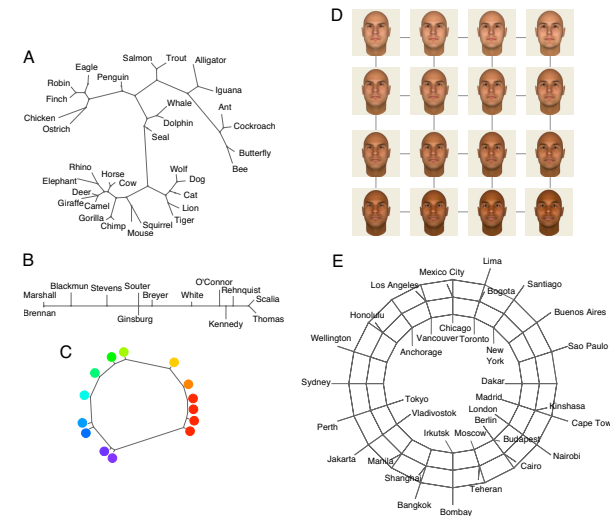 A
Salmon
Trout
Alligator
Eagle
Penguin
Robin
Finch
Iguana
Whale
Ant
Chicken
Dolphin
Cockroach
Ostrich
Seal
Butterfly
Bee
Rhino
Horse
Wolf
Elephant
Cow
Dog
Deer
Cat
Giraffe
Camel
Lion
Gorilla
Tiger
Chimp
Squirrel
Mouse
B
O'Connor
Blackmun
Souter
Rehnquist
Marshall
Stevens
Breyer
White
Scalia
Brennan
Ginsburg
Kennedy
Thomas
C
D
E
Lima
Mexico City
Santiago
Los Angeles
Bogota
Honolulu
Buenos Aires
Chicago
Wellington
Vancouver
Toronto
Sao Paulo
Anchorage
New
York
Sydney
Dakar
Tokyo
Madrid
Vladivostok
London
Kinshasa
Perth
Berlin
Cape Tow
Irkutsk
Moscow
Budapest
Jakarta
Manila
Nairobi
Shanghai
Cairo
Teheran
Bangkok
Bombay